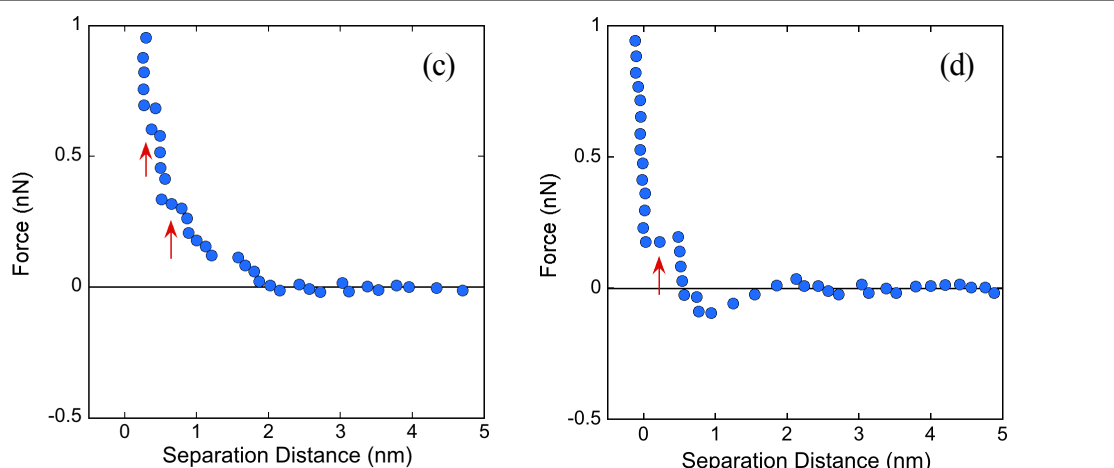 1
(c)
0.5
0
-0.5
0 1 2 3 4 5
Separation Distance (nm)
Force (nN)
1
(d)
0.5
0
-0.5
0 1 2 3 4 5
Separation Distance (nm)
Force (nN)